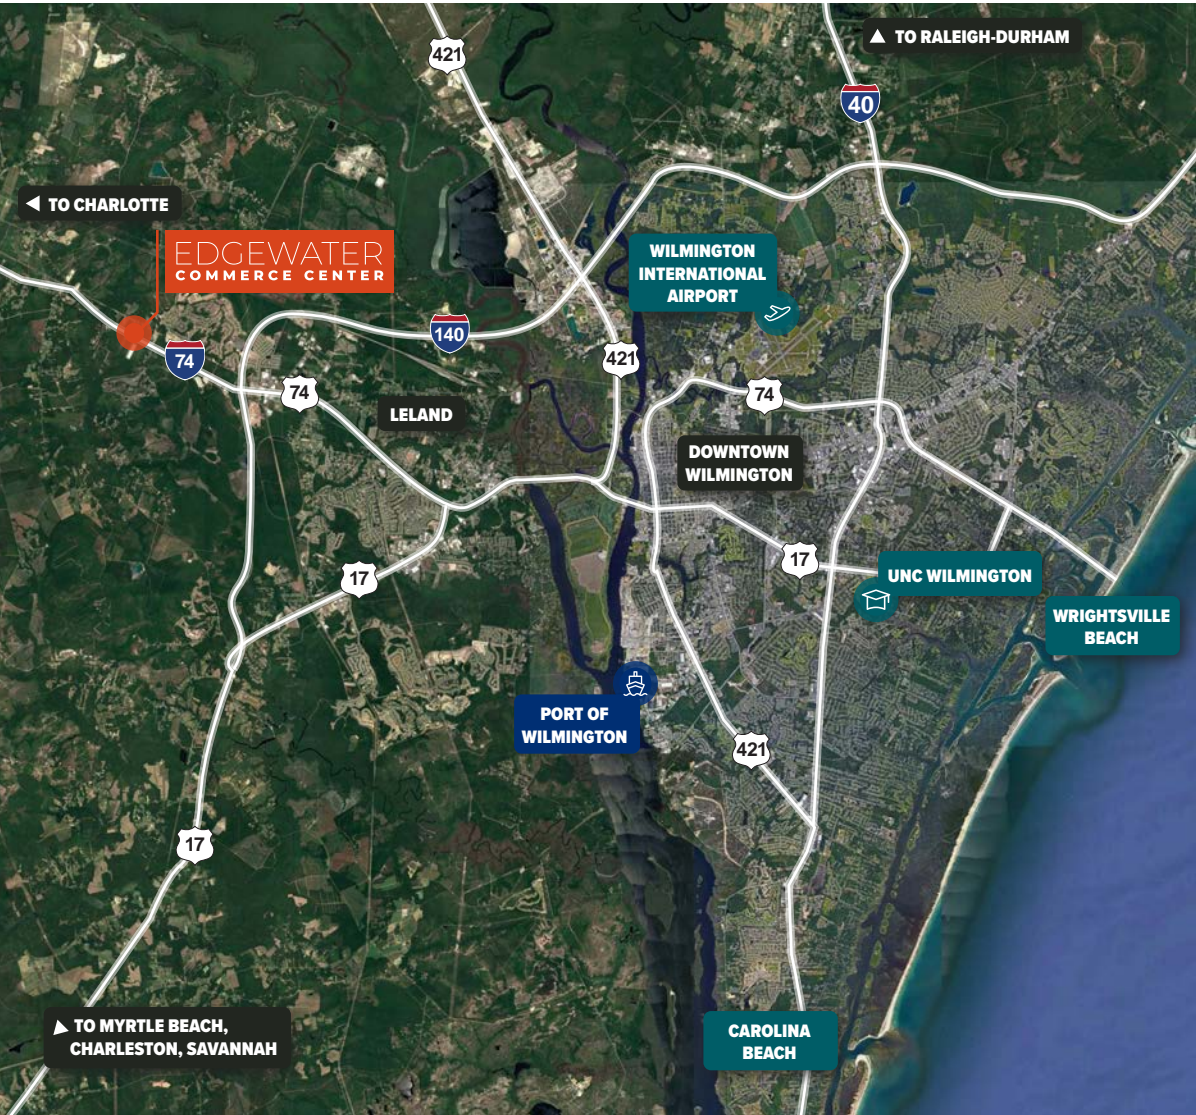 421
▲ TO RALEIGH-DURHAM
40
◀ TO CHARLOTTE
EDGEWATER
COMMERCE CENTER
WILMINGTON
INTERNATIONAL
AIRPORT
140
74
421
74
74
LELAND
DOWNTOWN
WILMINGTON
17
17
UNC WILMINGTON
WRIGHTSVILLE
BEACH
PORT OF
WILMINGTON
421
17
TO MYRTLE BEACH,
CHARLESTON, SAVANNAH
CAROLINA
BEACH